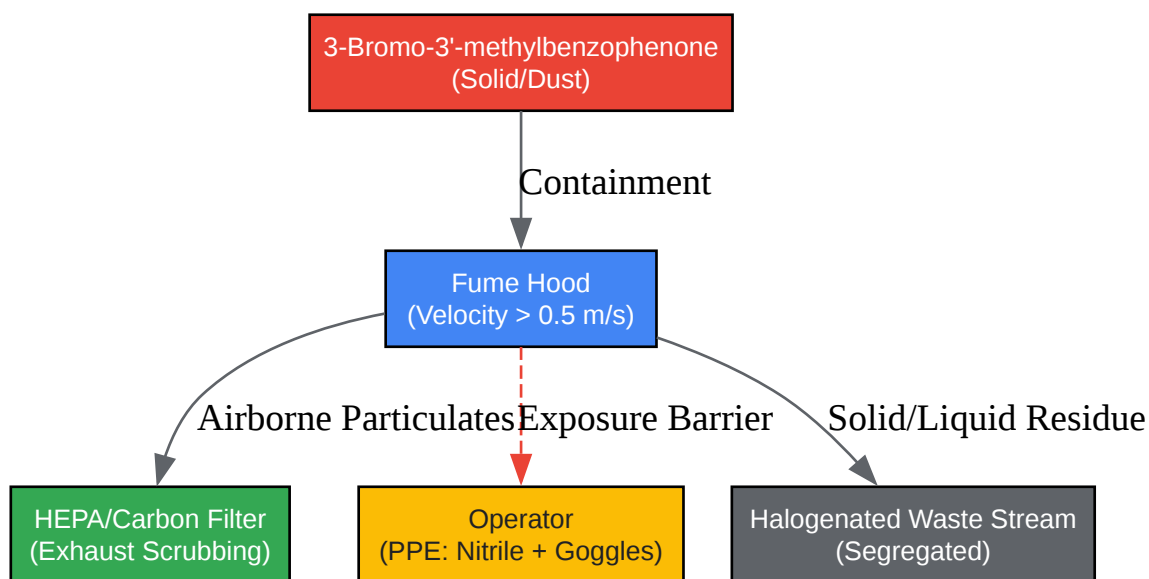 3-Bromo-3'-methylbenzophenone
(Solid/Dust)
Containment
Fume Hood
(Velocity > 0.5 m/s)
Airborne Particulates
Exposure Barrier
Solid/Liquid Residue
HEPA/Carbon Filter
(Exhaust Scrubbing)
Operator
(PPE: Nitrile + Goggles)
Halogenated Waste Stream
(Segregated)